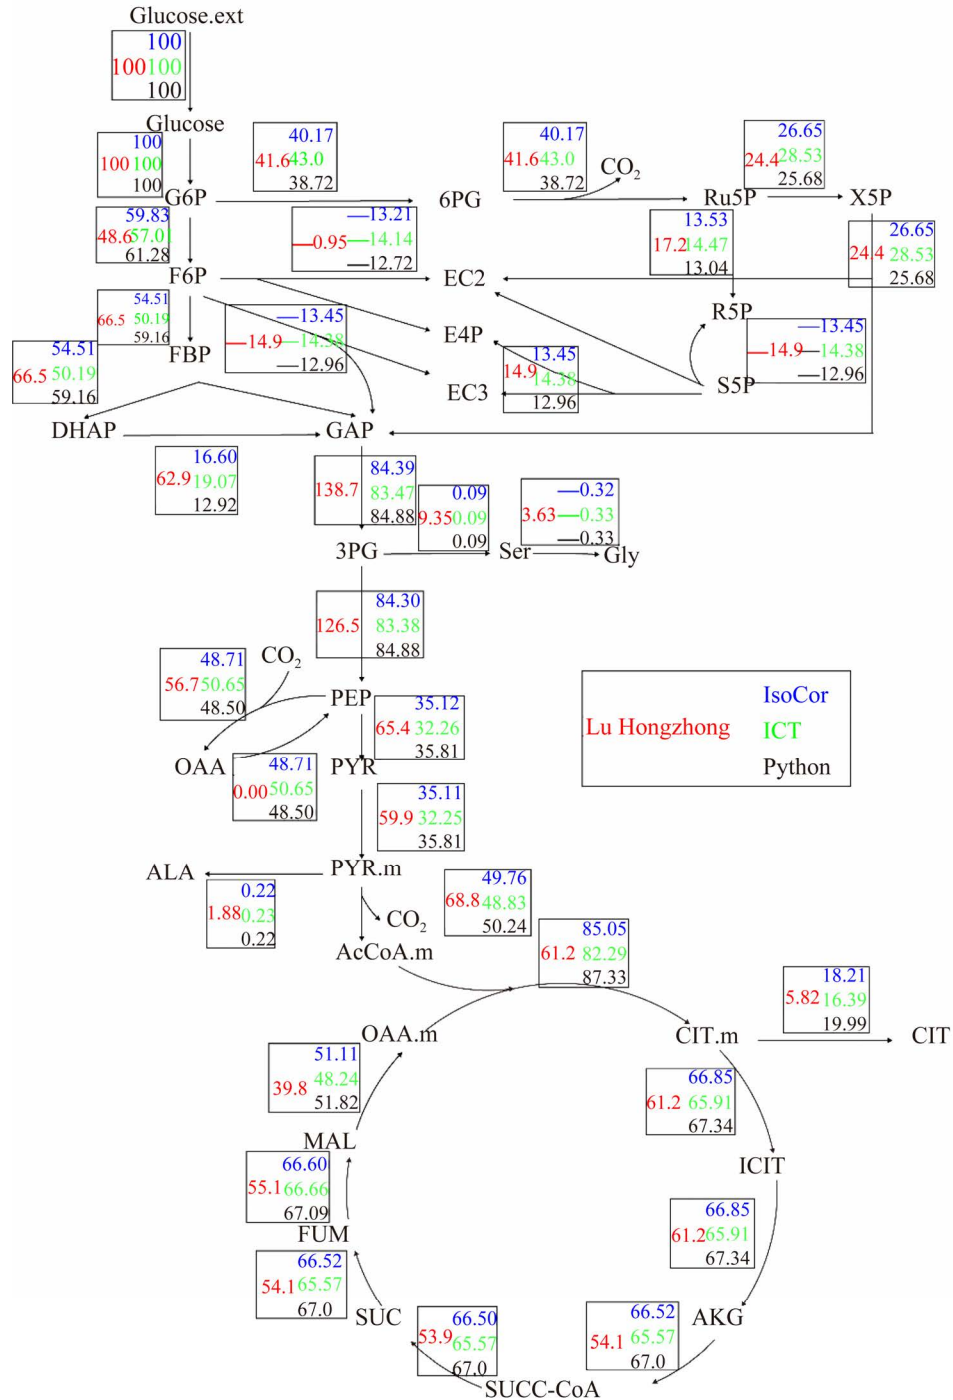 Glucose.ext
100
100 100
100
Glucose
100
100 100
100
40.17
41.6 43.0
38.72
40.17
41.6 43.0
38.72
CO₂
26.65
24.4 28.53
25.68
G6P
6PG
Ru5P
X5P
59.83
48.6 57.01
61.28
—13.21
—0.95 —14.14
—12.72
13.53
17.2 14.47
13.04
26.65
24.4 28.53
25.68
F6P
EC2
R5P
54.51
66.5 50.19
59.16
—13.45
—14.9 —14.38
—12.96
E4P
—13.45
—14.9 —14.38
—12.96
FBP
54.51
66.5 50.19
59.16
13.45
14.9 14.38
12.96
EC3
S5P
DHAP
GAP
16.60
62.9 19.07
12.92
84.39
138.7 83.47
84.88
0.09
9.35 0.09
0.09
—0.32
3.63 —0.33
—0.33
3PG
Ser
Gly
84.30
126.5 83.38
84.88
48.71
56.7 50.65
48.50
CO₂
PEP
35.12
65.4 32.26
35.81
IsoCor
Lu Hongzhong ICT
Python
OAA
48.71
0.00 50.65
48.50
PYR
35.11
59.9 32.25
35.81
ALA
PYR.m
0.22
1.88 0.23
0.22
49.76
68.8 48.83
50.24
CO₂
AcCoA.m
85.05
61.2 82.29
87.33
18.21
5.82 16.39
19.99
OAA.m
CIT.m
CIT
51.11
39.8 48.24
51.82
66.85
61.2 65.91
67.34
MAL
ICIT
66.60
55.1 66.66
67.09
66.85
61.2 65.91
67.34
FUM
66.52
54.1 65.57
67.0
SUC
66.50
53.9 65.57
67.0
66.52
54.1 65.57
67.0
AKG
SUCC-CoA